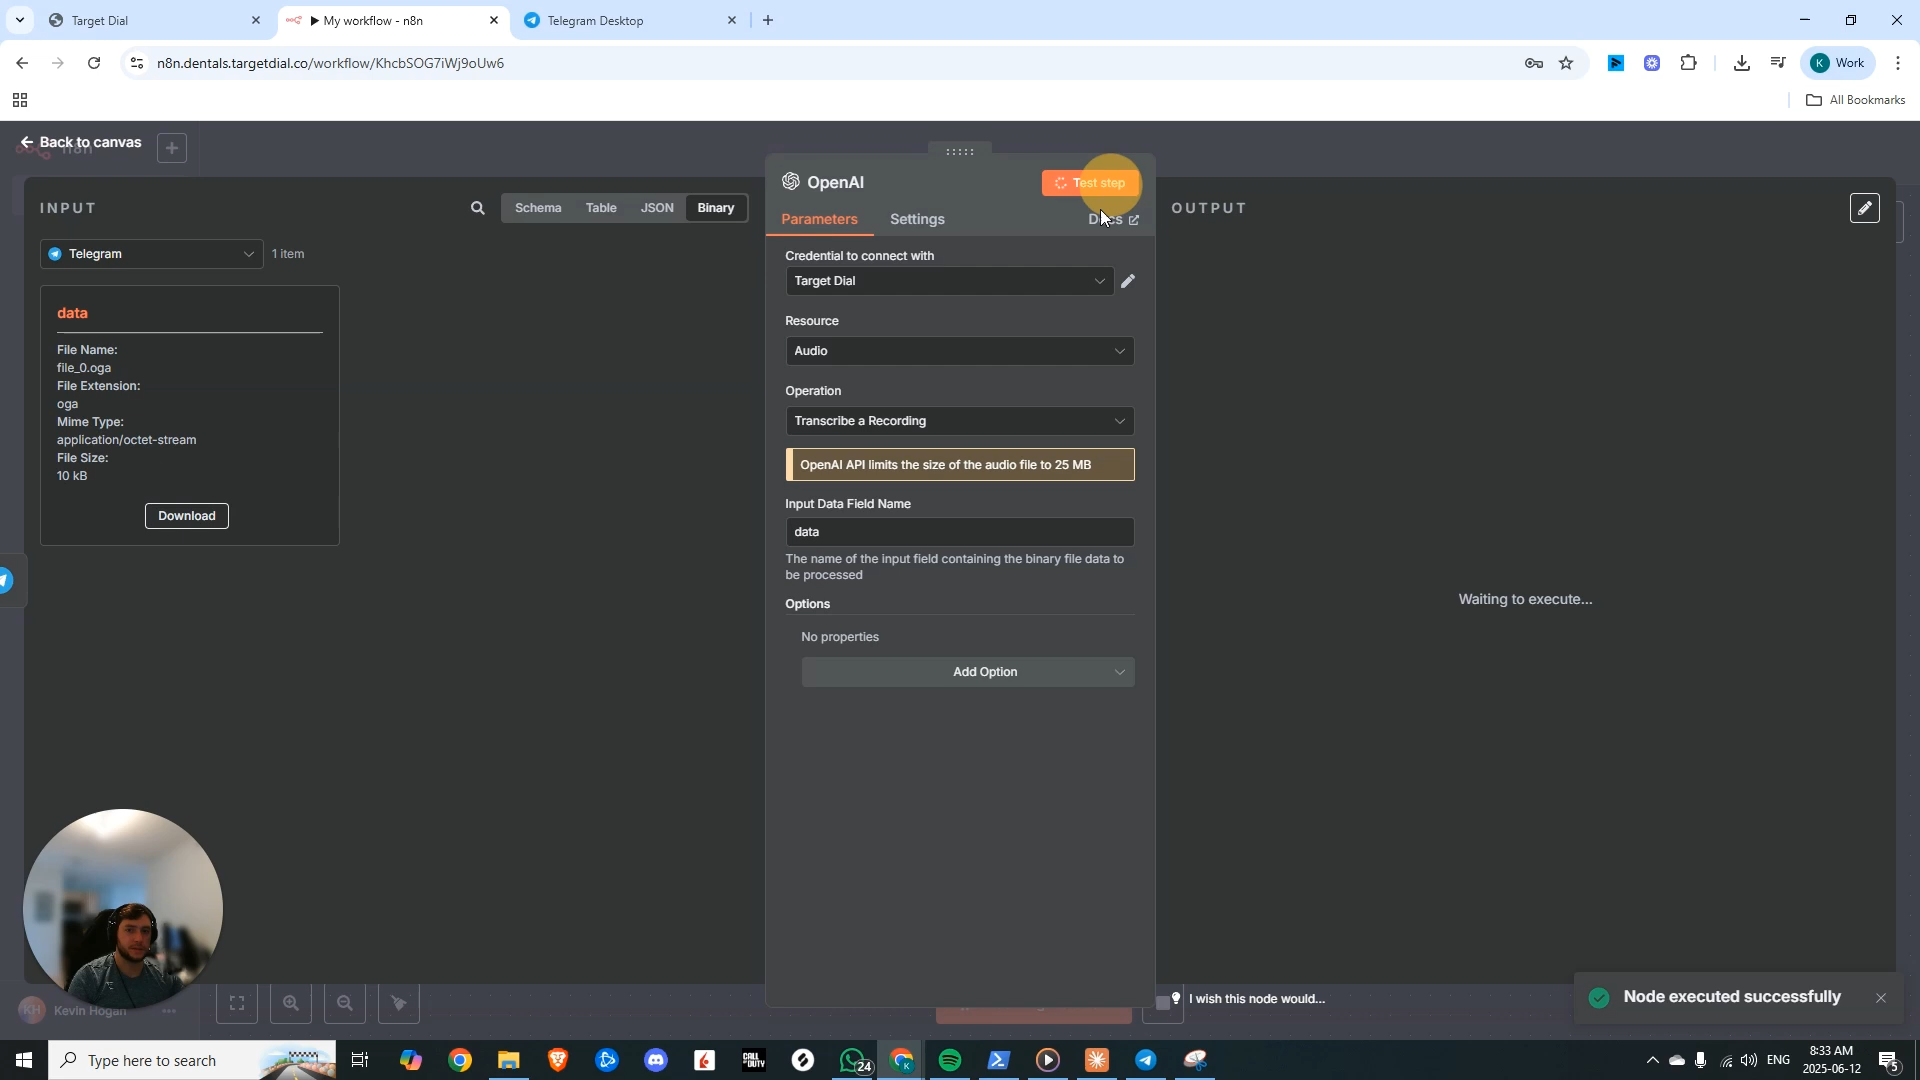 Target Dial
▶ My workflow - n8n
Telegram Desktop
n8n.dentals.targetdial.co/workflow/KhcbSOG7iWj9oUw6
K Work
All Bookmarks
Back to canvas
INPUT
Schema Table JSON Binary
Telegram
1 item
data
File Name:
file_0.oga
File Extension:
oga
Mime Type:
application/octet-stream
File Size:
10 kB
Download
OpenAI
Test step
Parameters Settings Docs
Credential to connect with
Target Dial
Resource
Audio
Operation
Transcribe a Recording
OpenAI API limits the size of the audio file to 25 MB
Input Data Field Name
data
The name of the input field containing the binary file data to
be processed
Options
No properties
Add Option
OUTPUT
Waiting to execute...
I wish this node would...
Node executed successfully
KH Kevin Hogan
Type here to search
24
K
ENG
8:33 AM
2025-06-12
5